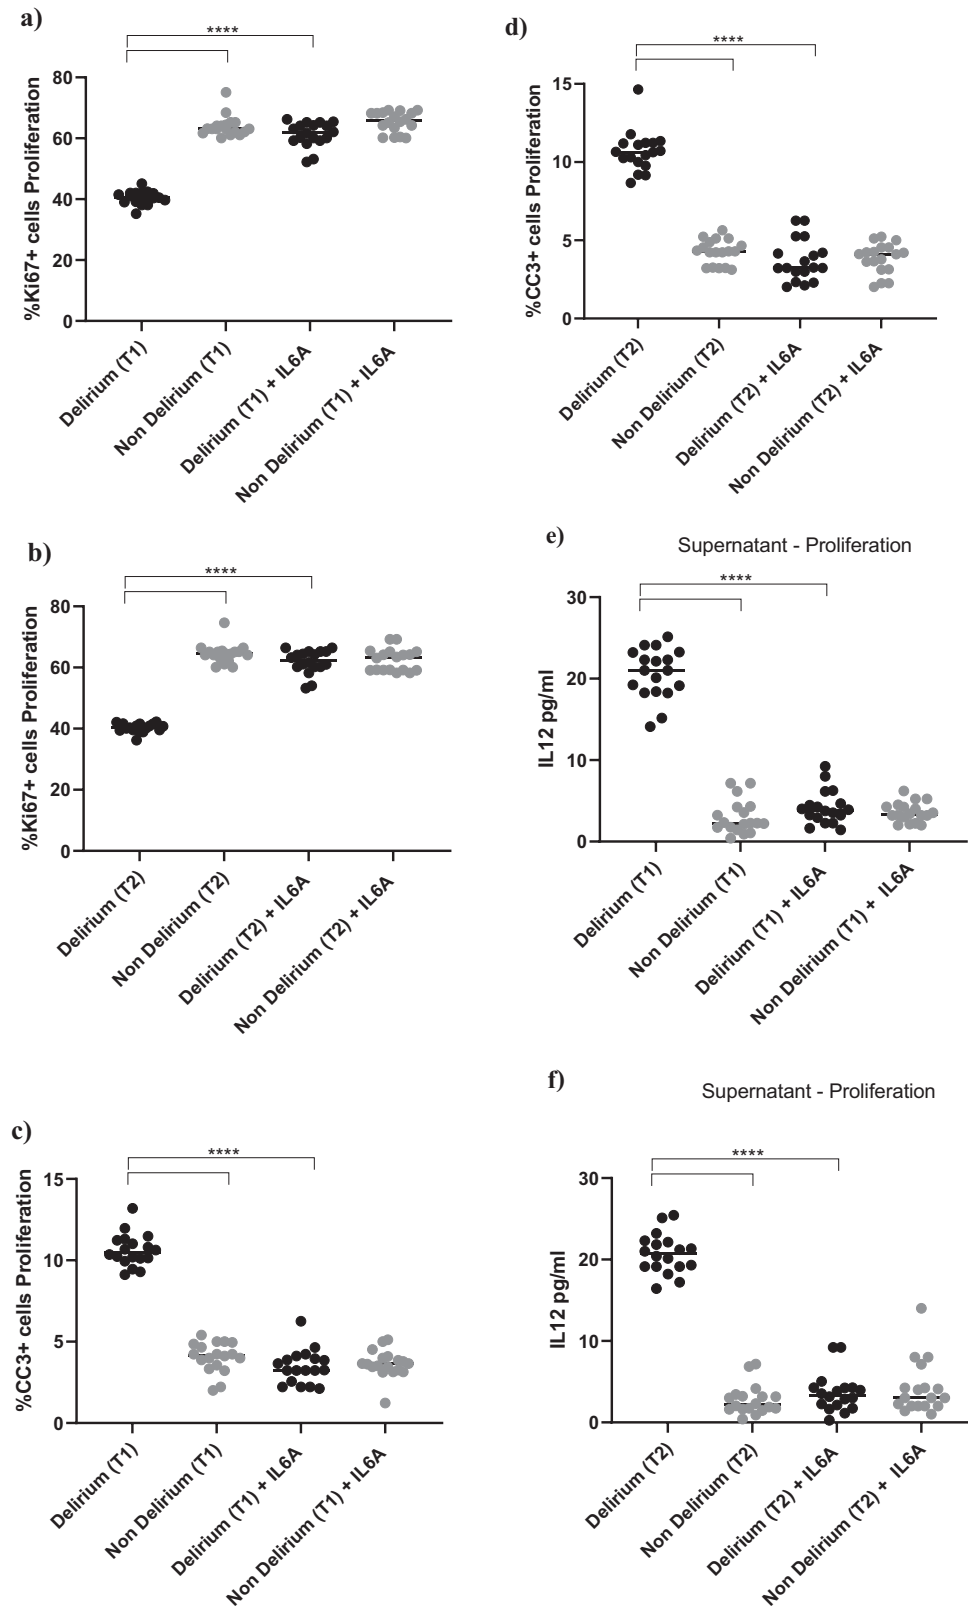 a)
****
%Ki67+ cells Proliferation
80
60
40
20
0
Delirium (T1)
Non Delirium (T1)
Delirium (T1) + IL6A
Non Delirium (T1) + IL6A
b)
****
%Ki67+ cells Proliferation
80
60
40
20
0
Delirium (T2)
Non Delirium (T2)
Delirium (T2) + IL6A
Non Delirium (T2) + IL6A
c)
****
%CC3+ cells Proliferation
15
10
5
0
Delirium (T1)
Non Delirium (T1)
Delirium (T1) + IL6A
Non Delirium (T1) + IL6A
d)
****
%CC3+ cells Proliferation
15
10
5
0
Delirium (T2)
Non Delirium (T2)
Delirium (T2) + IL6A
Non Delirium (T2) + IL6A
e)
Supernatant - Proliferation
****
IL12 pg/ml
30
20
10
0
Delirium (T1)
Non Delirium (T1)
Delirium (T1) + IL6A
Non Delirium (T1) + IL6A
f)
Supernatant - Proliferation
****
IL12 pg/ml
30
20
10
0
Delirium (T2)
Non Delirium (T2)
Delirium (T2) + IL6A
Non Delirium (T2) + IL6A